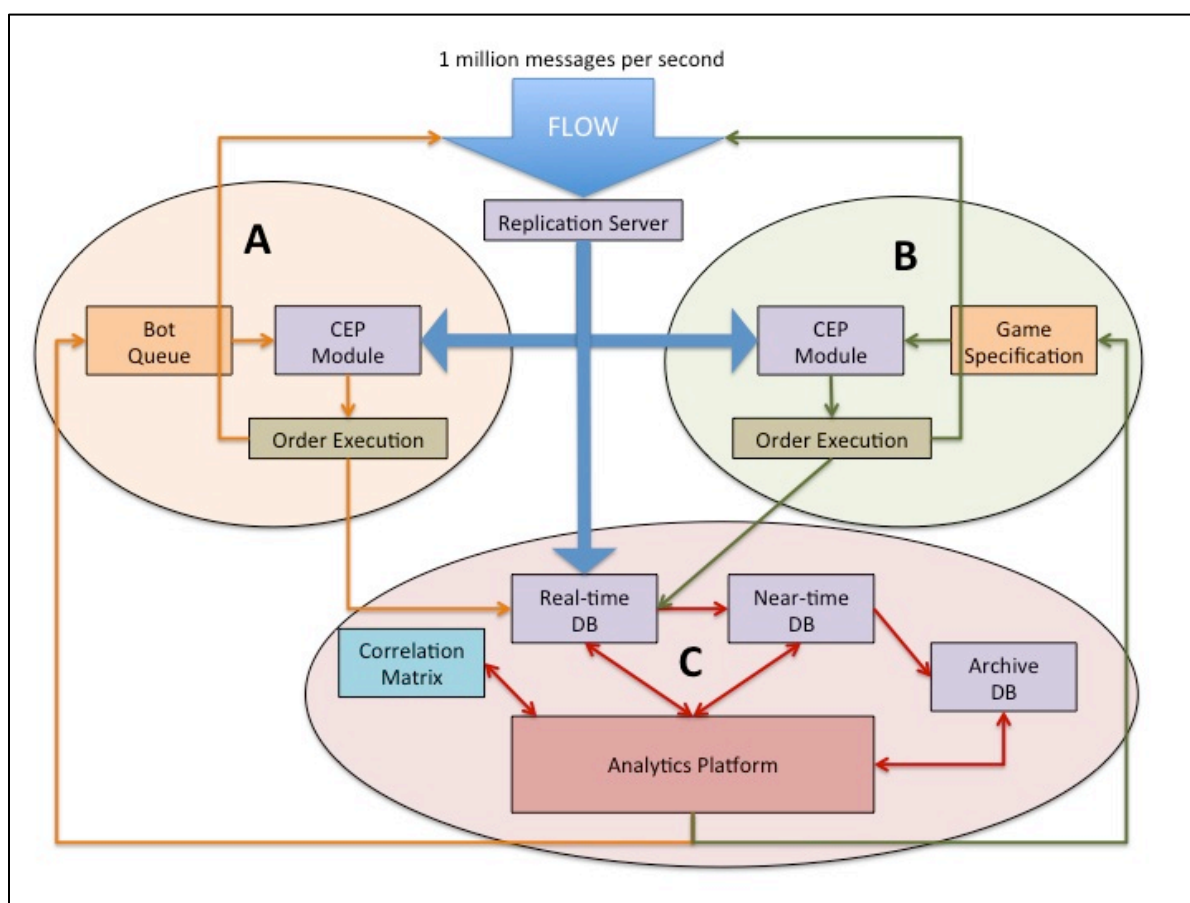 1 million messages per second
FLOW
Replication Server
A
B
Bot
Queue
CEP
Module
CEP
Module
Game
Specification
Order Execution
Order Execution
Real-time
DB
Near-time
DB
C
Correlation
Matrix
Archive
DB
Analytics Platform